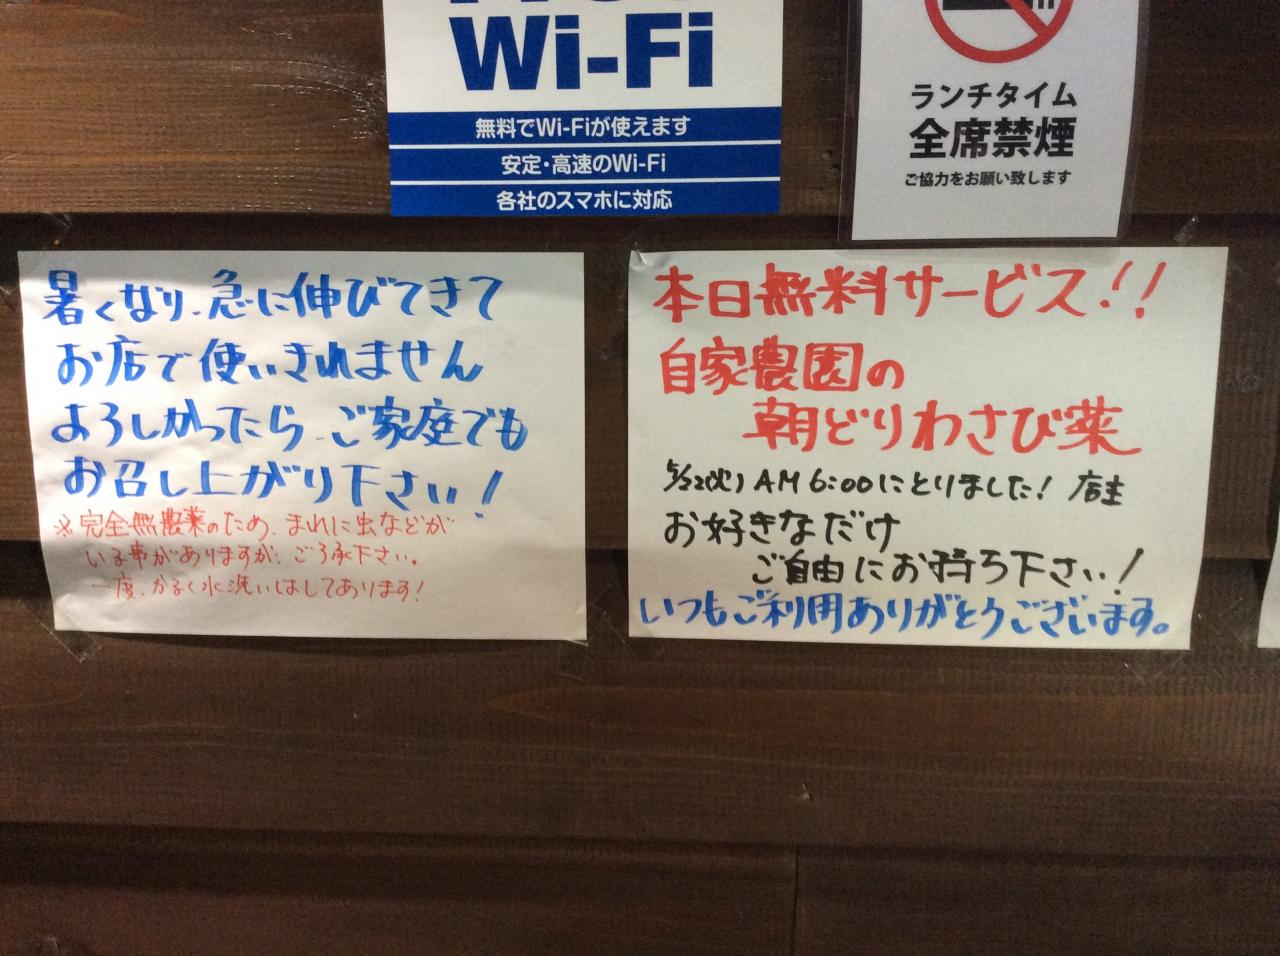 Wi-Fi
無料でWi-Fiが使えます
安定・高速のWi-Fi
各社のスマホに対応
ランチタイム
全席禁煙
ご協力をお願い致します
暑くなり、急に伸びてきて
お店で使いきれません
よろしかったら、ご家庭でも
お召し上がり下さい!
※完全無農薬のため、まれに虫などが
いる事がありますが、ご了承下さい。
一度、かるく水洗いはしてあります!
本日無料サービス!!
自家農園の
朝どりわさび葉
5/22(火) AM 6:00にとりました! 店主
お好きなだけ
ご自由にお持ち下さい!
いつもご利用ありがとうございます。